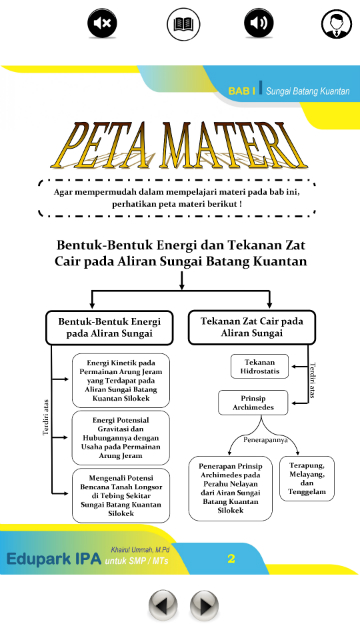 BAB I Sungai Batang Kuantan
PETA MATERI
Agar mempermudah dalam mempelajari materi pada bab ini,
perhatikan peta materi berikut !
Bentuk-Bentuk Energi dan Tekanan Zat
Cair pada Aliran Sungai Batang Kuantan
Bentuk-Bentuk Energi
pada Aliran Sungai
Terdiri atas
Energi Kinetik pada
Permainan Arung Jeram
yang Terdapat pada
Aliran Sungai Batang
Kuantan Silokek
Energi Potensial
Gravitasi dan
Hubungannya dengan
Usaha pada Permainan
Arung Jeram
Mengenali Potensi
Bencana Tanah Longsor
di Tebing Sekitar
Sungai Batang Kuantan
Silokek
Tekanan Zat Cair pada
Aliran Sungai
Terdiri atas
Tekanan
Hidrostatis
Prinsip
Archimedes
Penerapannya
Penerapan Prinsip
Archimedes pada
Perahu Nelayan
dari Airan Sungai
Batang Kuantan
Silokek
Terapung,
Melayang,
dan
Tenggelam
Khairul Ummah, M.Pd
Edupark IPA untuk SMP / MTs
2